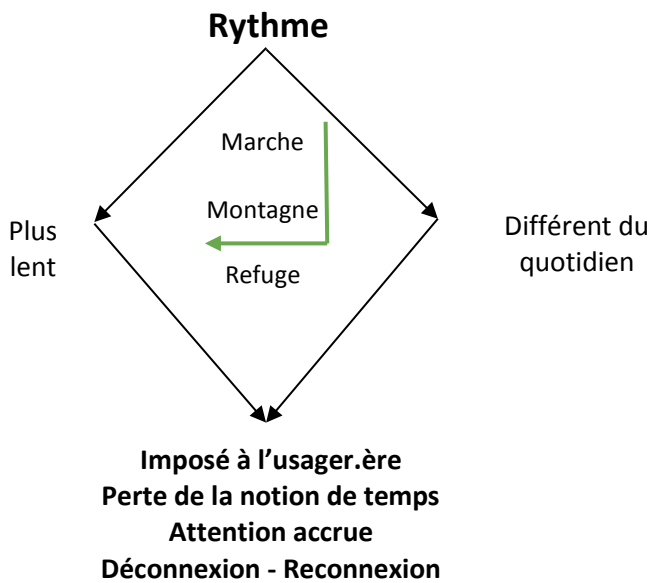 Rythme
Marche
Montagne
Refuge
Plus
lent
Différent du
quotidien
Imposé à l’usager.ère
Perte de la notion de temps
Attention accrue
Déconnexion - Reconnexion